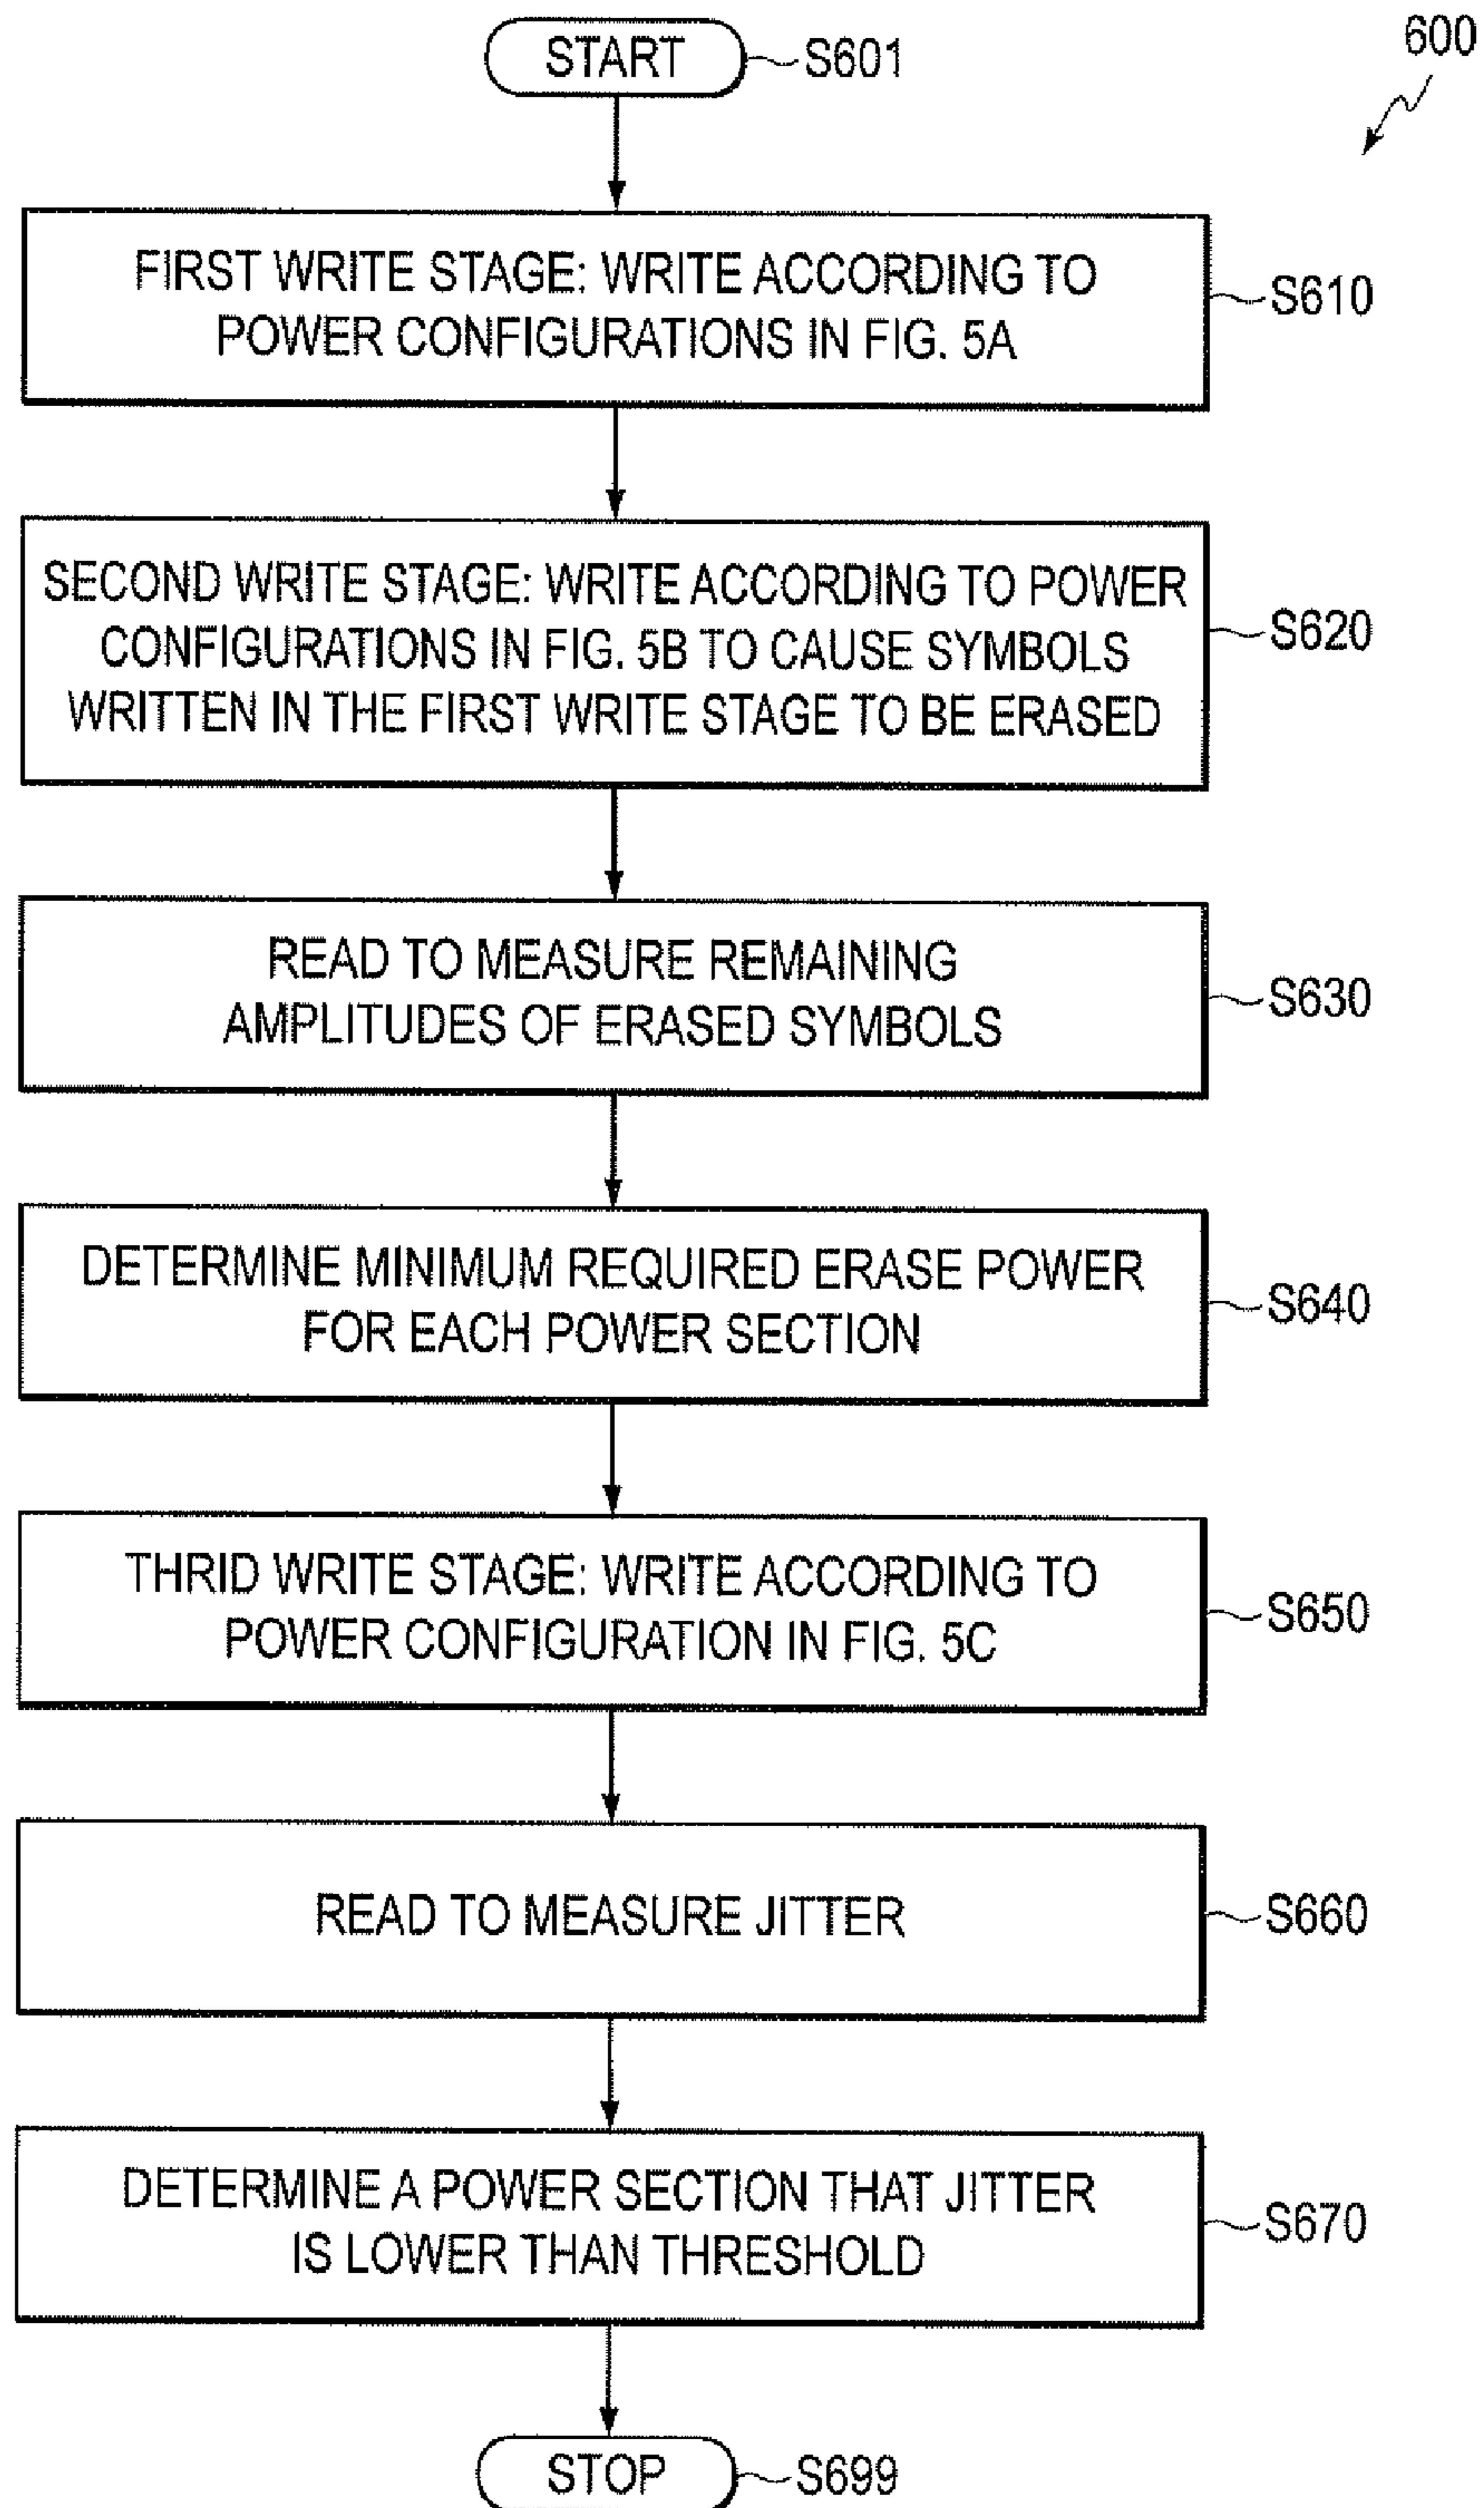 600
START S601
FIRST WRITE STAGE: WRITE ACCORDING TO
POWER CONFIGURATIONS IN FIG. 5A
S610
SECOND WRITE STAGE: WRITE ACCORDING TO POWER
CONFIGURATIONS IN FIG. 5B TO CAUSE SYMBOLS
WRITTEN IN THE FIRST WRITE STAGE TO BE ERASED
S620
READ TO MEASURE REMAINING
AMPLITUDES OF ERASED SYMBOLS
S630
DETERMINE MINIMUM REQUIRED ERASE POWER
FOR EACH POWER SECTION
S640
THRID WRITE STAGE: WRITE ACCORDING TO
POWER CONFIGURATION IN FIG. 5C
S650
READ TO MEASURE JITTER
S660
DETERMINE A POWER SECTION THAT JITTER
IS LOWER THAN THRESHOLD
S670
STOP S699